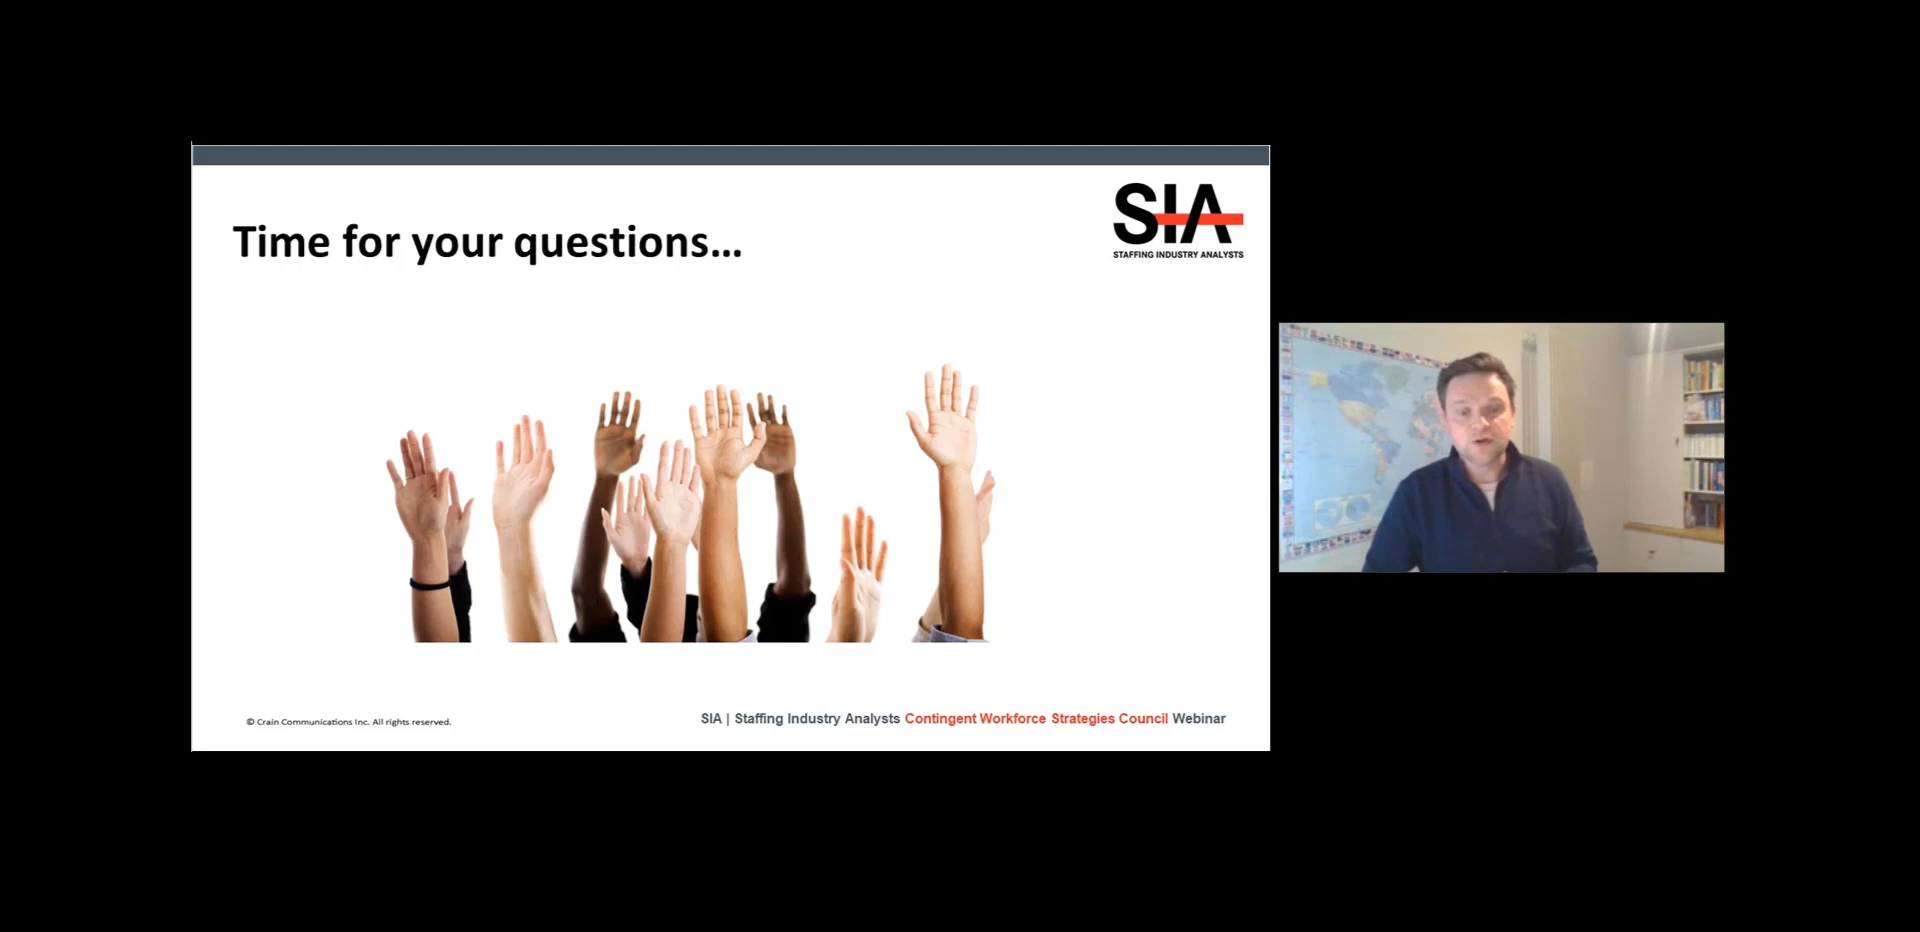 Time for your questions...
SIA
STAFFING INDUSTRY ANALYSTS
© Crain Communications Inc. All rights reserved.
SIA | Staffing Industry Analysts Contingent Workforce Strategies Council Webinar